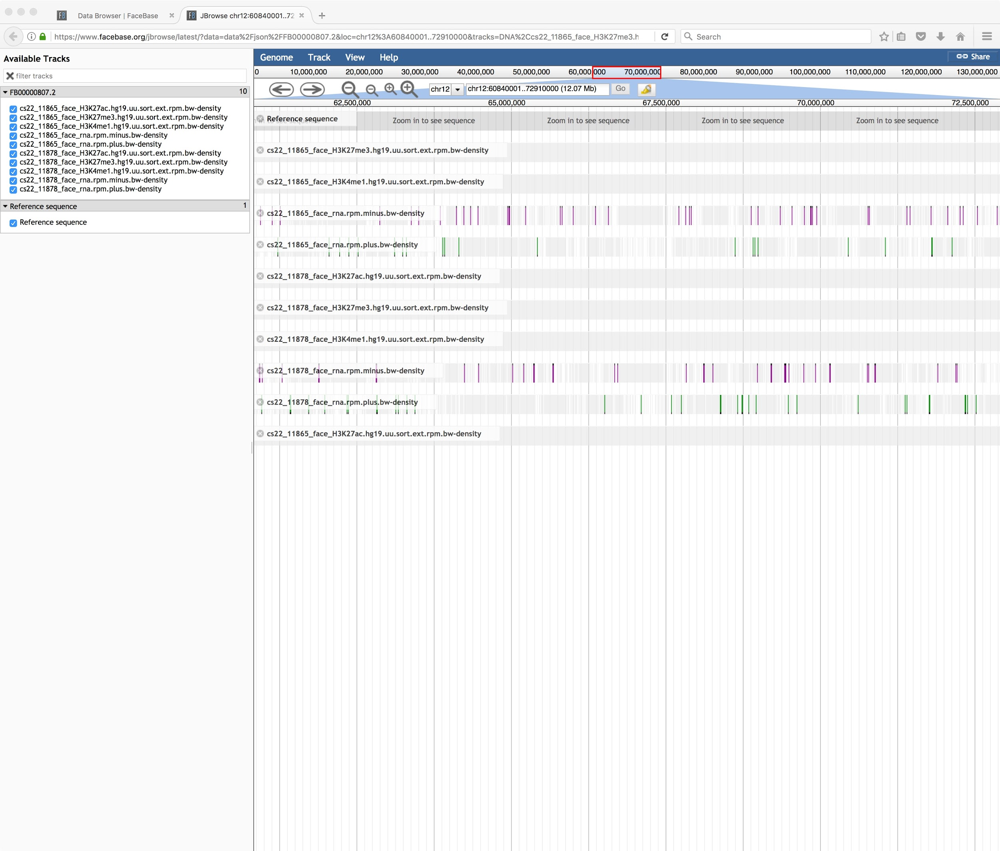 Data Browser | FaceBase
JBrowse chr12:60840001..72
https://www.facebase.org/jbrowse/latest/?data=data%2Fjson%2FFB00000807.2&loc=chr12%3A60840001..72910000&tracks=DNA%2Ccs22_11865_face_H3K27me3.h
Search
Available Tracks
filter tracks
FB00000807.2 10
cs22_11865_face_H3K27ac.hg19.uu.sort.ext.rpm.bw-density
cs22_11865_face_H3K27me3.hg19.uu.sort.ext.rpm.bw-density
cs22_11865_face_H3K4me1.hg19.uu.sort.ext.rpm.bw-density
cs22_11865_face_rna.rpm.minus.bw-density
cs22_11865_face_rna.rpm.plus.bw-density
cs22_11878_face_H3K27ac.hg19.uu.sort.ext.rpm.bw-density
cs22_11878_face_H3K27me3.hg19.uu.sort.ext.rpm.bw-density
cs22_11878_face_H3K4me1.hg19.uu.sort.ext.rpm.bw-density
cs22_11878_face_rna.rpm.minus.bw-density
cs22_11878_face_rna.rpm.plus.bw-density
Reference sequence 1
Reference sequence
Genome Track View Help Share
0 10,000,000 20,000,000 30,000,000 40,000,000 50,000,000 60,000,000 70,000,000 80,000,000 90,000,000 100,000,000 110,000,000 120,000,000 130,000,000
chr12 chr12:60840001..72910000 (12.07 Mb) Go
62,500,000 65,000,000 67,500,000 70,000,000 72,500,000
Reference sequence Zoom in to see sequence Zoom in to see sequence Zoom in to see sequence Zoom in to see sequence
cs22_11865_face_H3K27me3.hg19.uu.sort.ext.rpm.bw-density
cs22_11865_face_H3K4me1.hg19.uu.sort.ext.rpm.bw-density
cs22_11865_face_rna.rpm.minus.bw-density
cs22_11865_face_rna.rpm.plus.bw-density
cs22_11878_face_H3K27ac.hg19.uu.sort.ext.rpm.bw-density
cs22_11878_face_H3K27me3.hg19.uu.sort.ext.rpm.bw-density
cs22_11878_face_H3K4me1.hg19.uu.sort.ext.rpm.bw-density
cs22_11878_face_rna.rpm.minus.bw-density
cs22_11878_face_rna.rpm.plus.bw-density
cs22_11865_face_H3K27ac.hg19.uu.sort.ext.rpm.bw-density